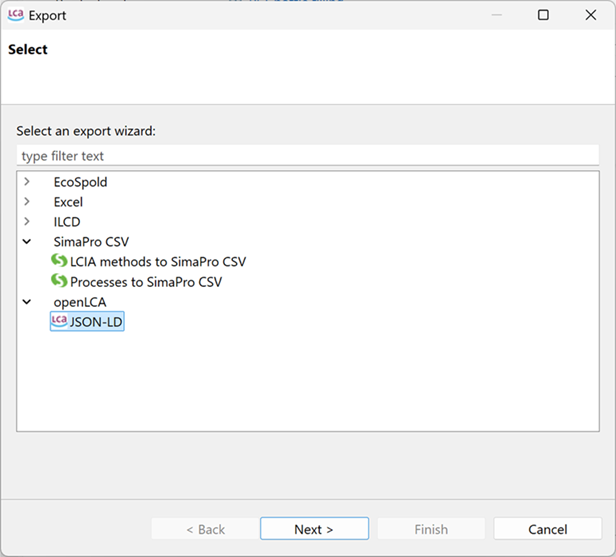 LCA Export
Select
Select an export wizard:
type filter text
EcoSpold
Excel
ILCD
SimaPro CSV
LCIA methods to SimaPro CSV
Processes to SimaPro CSV
openLCA
LCA JSON-LD
< Back Next > Finish Cancel